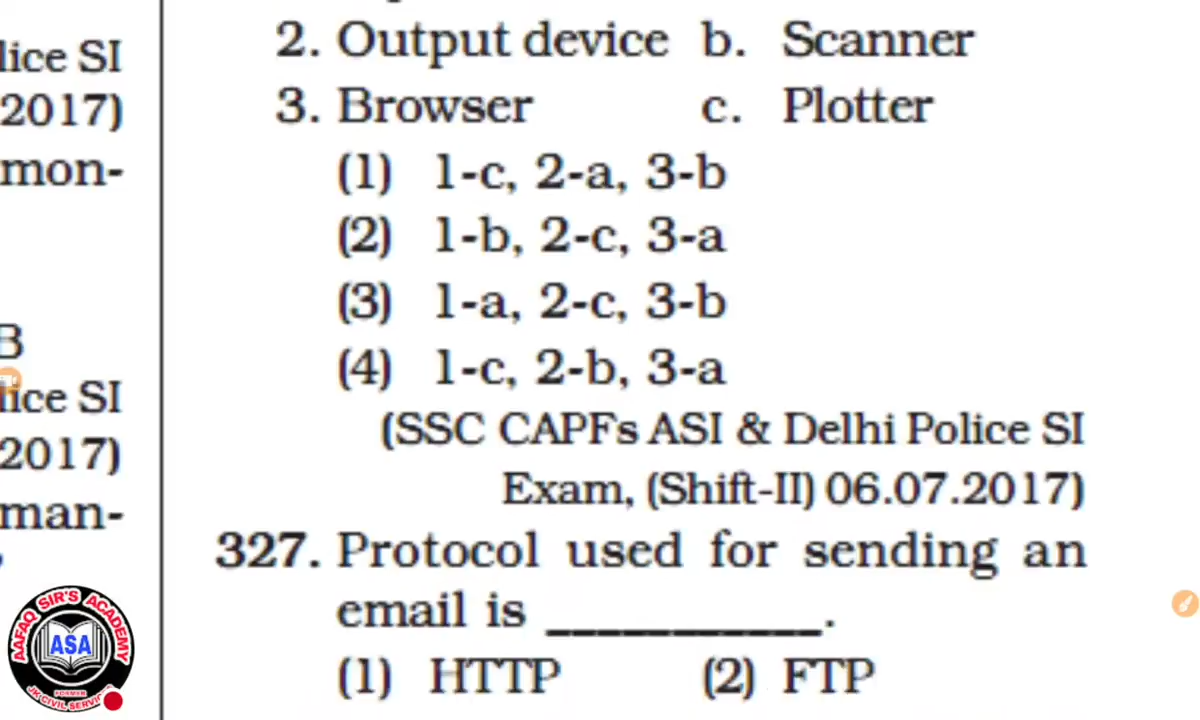 lice SI
2017)
mon-
B
lice SI
2017)
man-
2. Output device b. Scanner
3. Browser c. Plotter
(1) 1-c, 2-a, 3-b
(2) 1-b, 2-c, 3-a
(3) 1-a, 2-c, 3-b
(4) 1-c, 2-b, 3-a
(SSC CAPFs ASI & Delhi Police SI
Exam, (Shift-II) 06.07.2017)
327. Protocol used for sending an
email is ___________.
(1) HTTP (2) FTP
AAFAQ SIR'S ACADEMY
ASA
FORMER
JK CIVIL